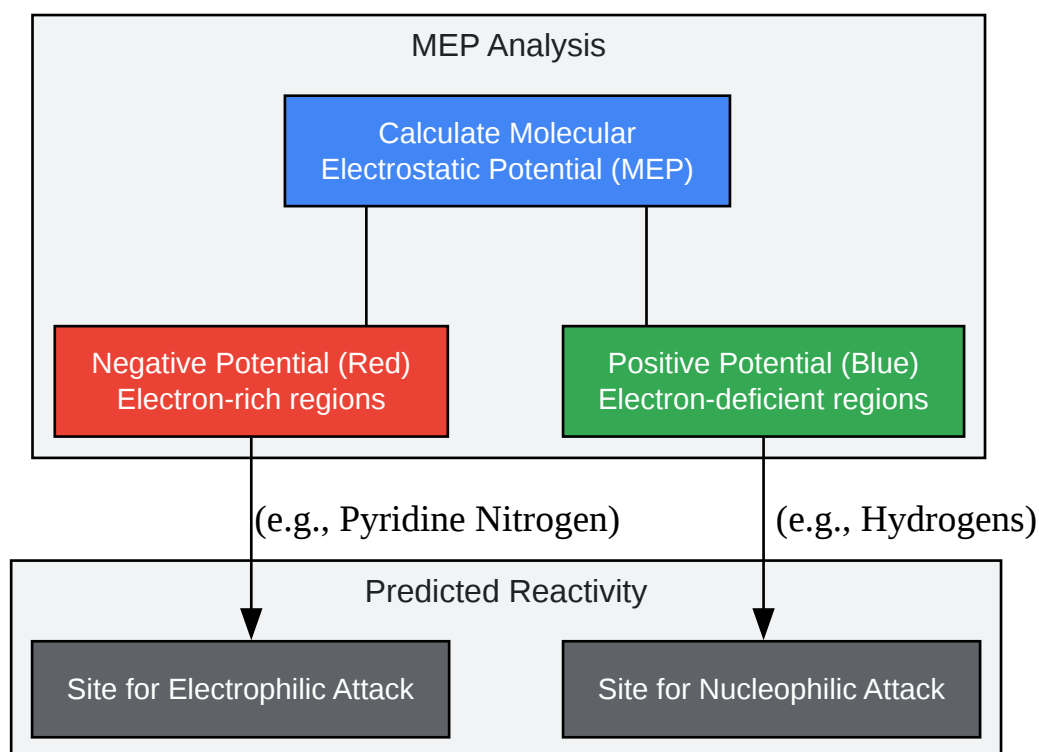 MEP Analysis
Calculate Molecular
Electrostatic Potential (MEP)
Negative Potential (Red)
Electron-rich regions
Positive Potential (Blue)
Electron-deficient regions
(e.g., Pyridine Nitrogen)
(e.g., Hydrogens)
Predicted Reactivity
Site for Electrophilic Attack
Site for Nucleophilic Attack